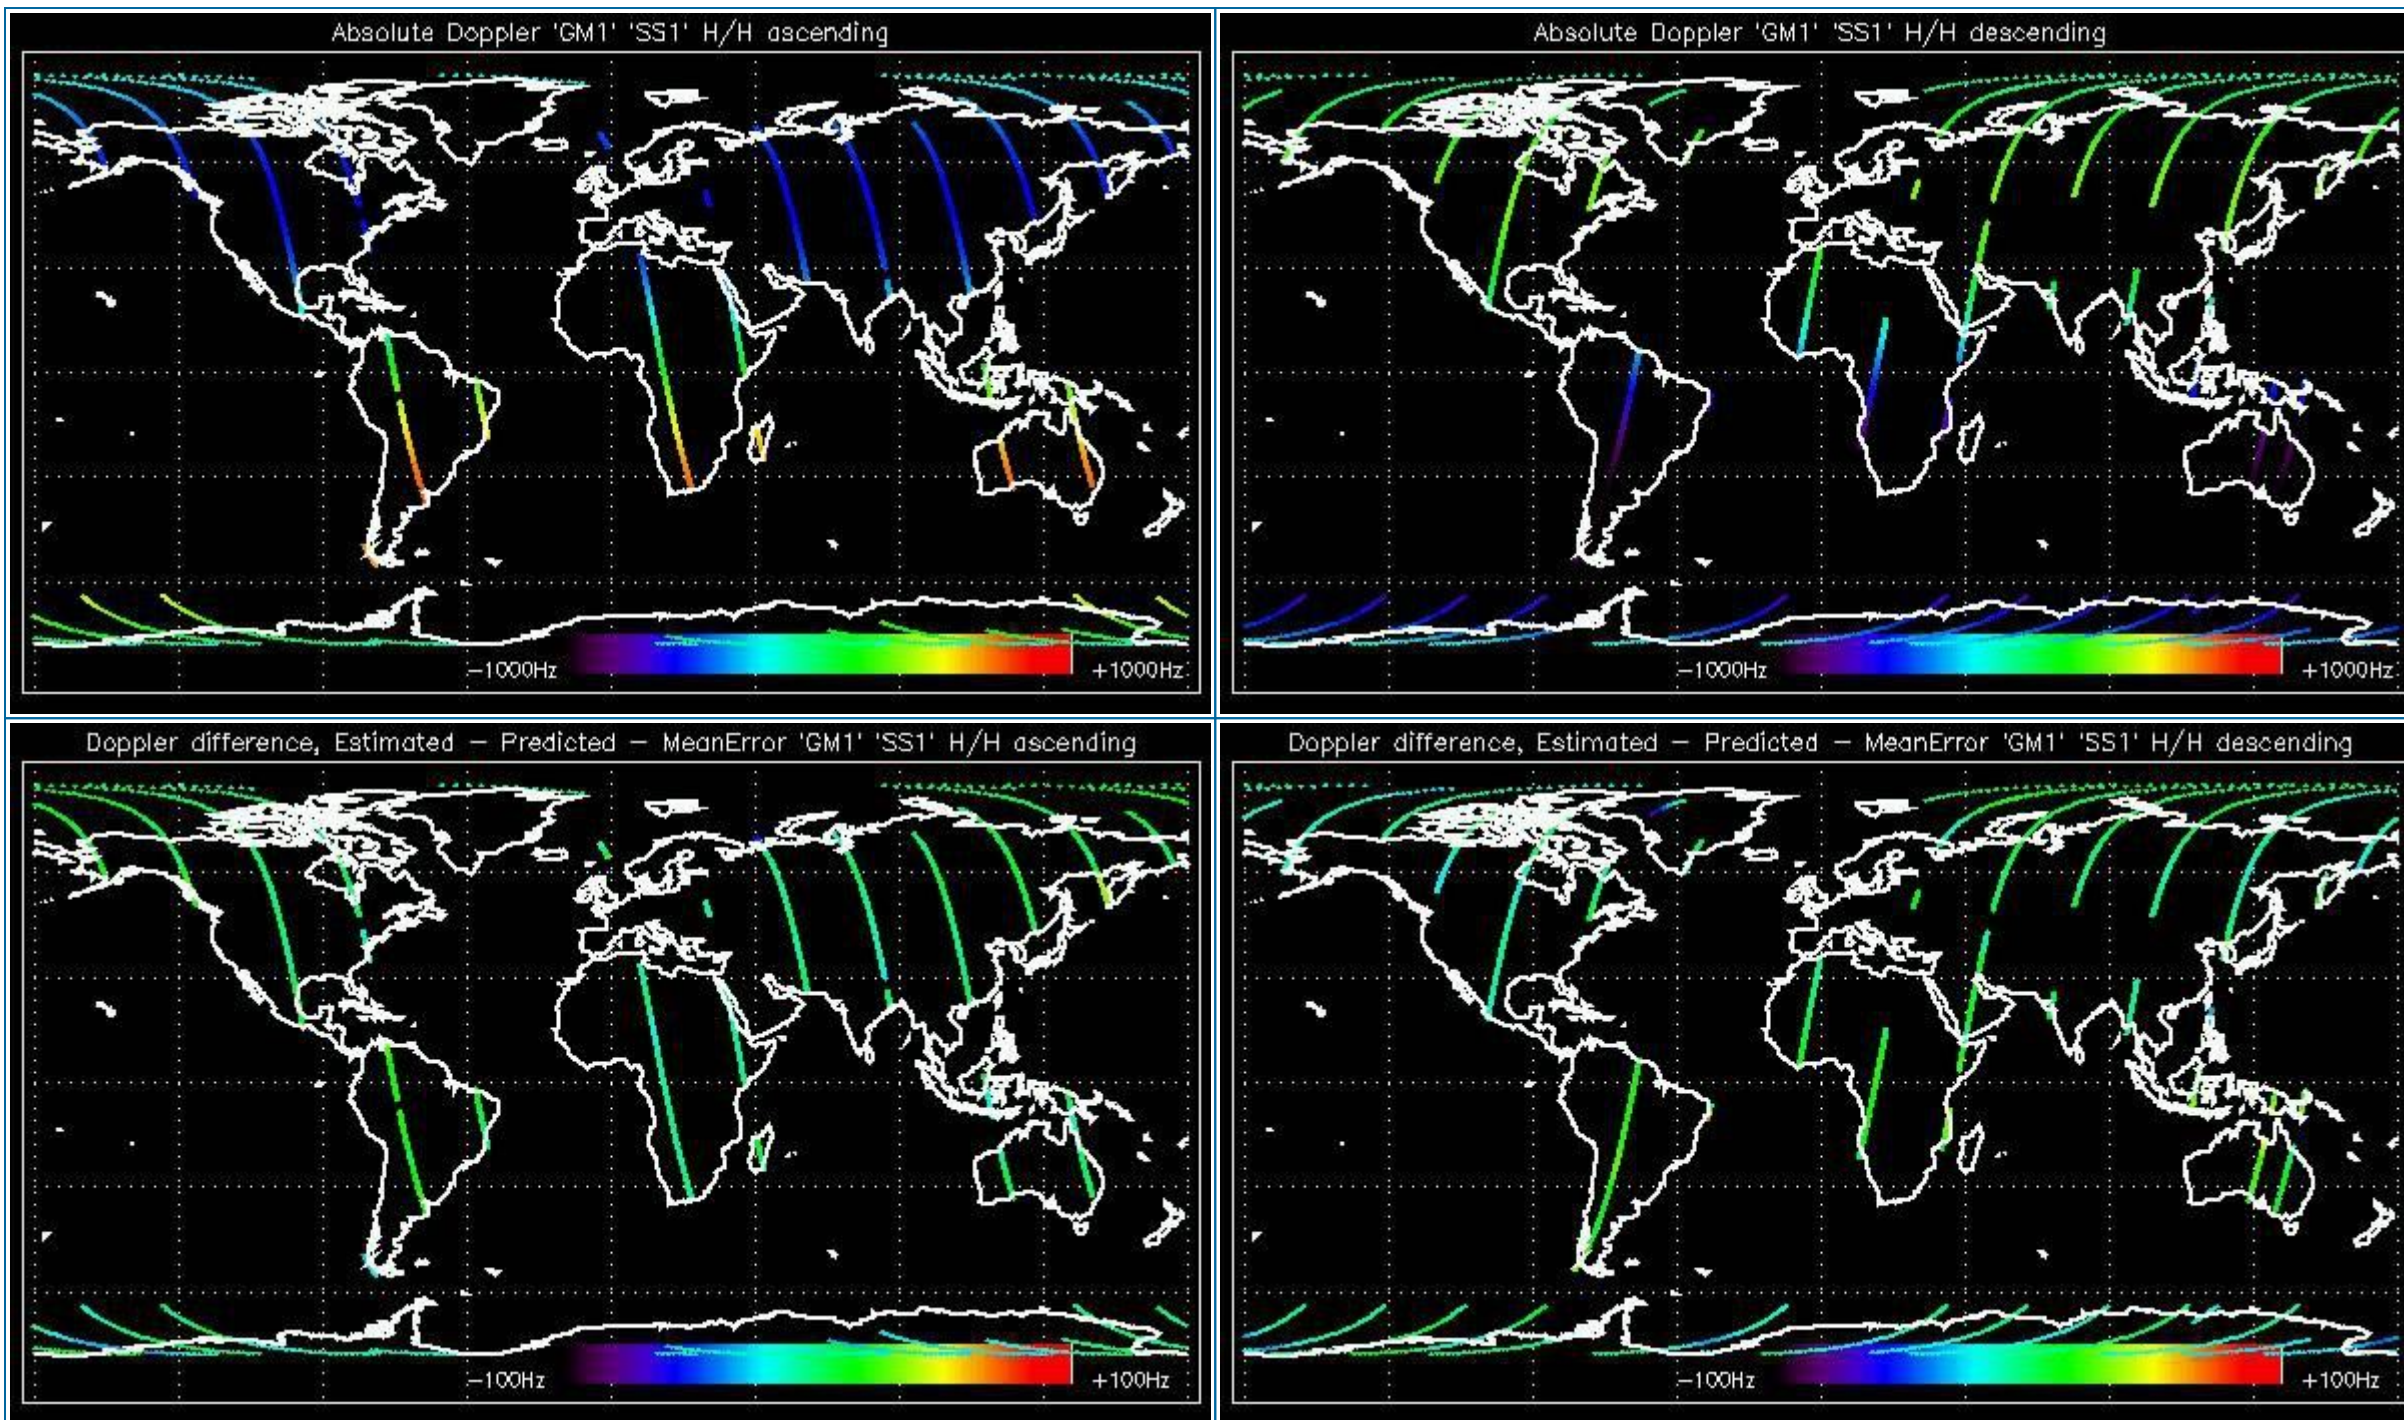 Absolute Doppler 'GM1' 'SS1' H/H ascending
−1000Hz
+1000Hz
Absolute Doppler 'GM1' 'SS1' H/H descending
−1000Hz
+1000Hz
Doppler difference, Estimated − Predicted − MeanError 'GM1' 'SS1' H/H ascending
−100Hz
+100Hz
Doppler difference, Estimated − Predicted − MeanError 'GM1' 'SS1' H/H descending
−100Hz
+100Hz